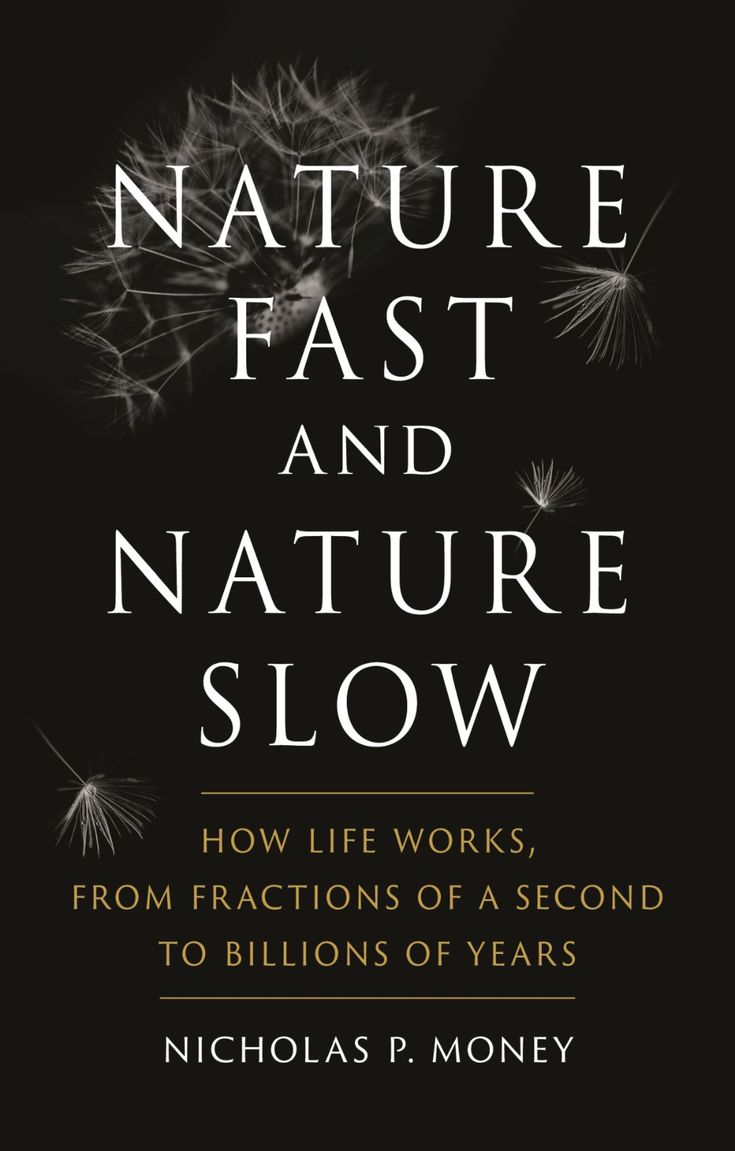 NATURE
FAST
AND
NATURE
SLOW
HOW LIFE WORKS,
FROM FRACTIONS OF A SECOND
TO BILLIONS OF YEARS
NICHOLAS P. MONEY